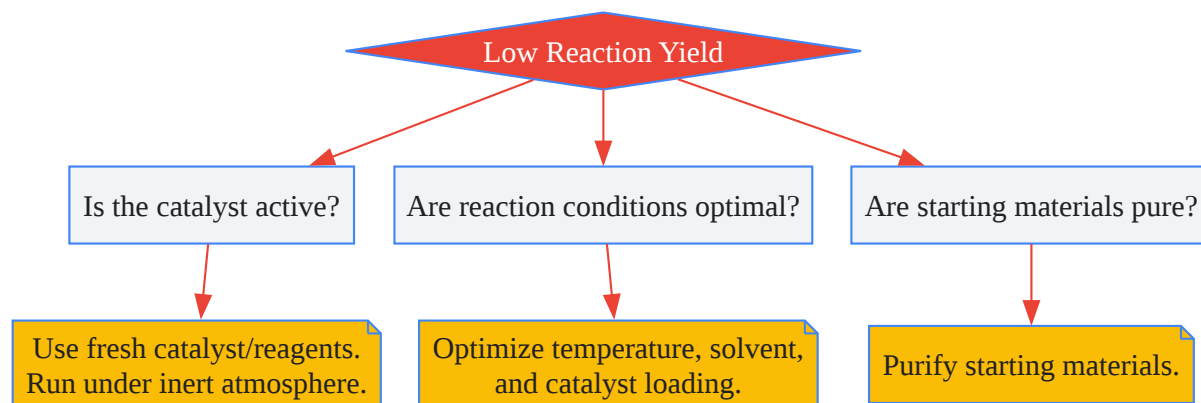 Low Reaction Yield
Is the catalyst active?
Are reaction conditions optimal?
Are starting materials pure?
Use fresh catalyst/reagents.
Run under inert atmosphere.
Optimize temperature, solvent,
and catalyst loading.
Purify starting materials.